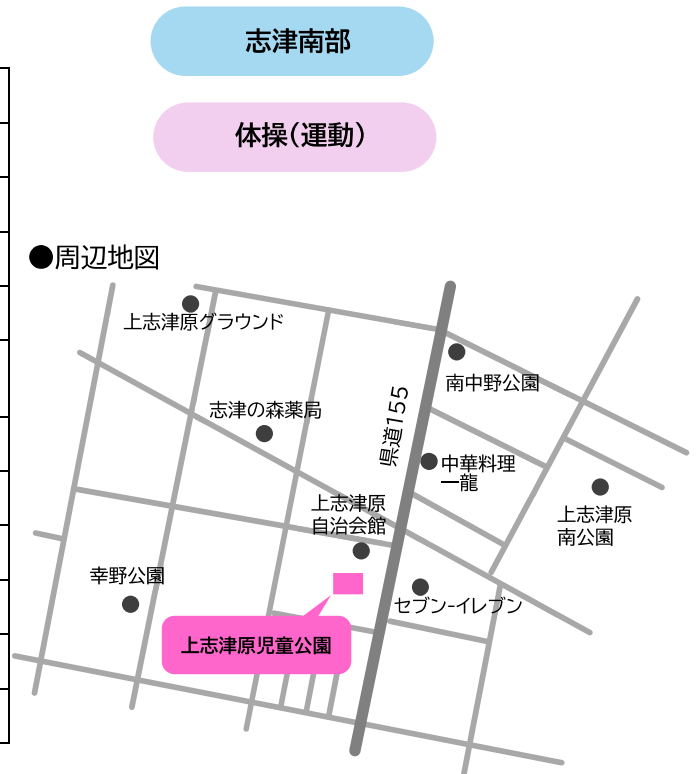 志津南部
体操(運動)
●周辺地図
上志津原グラウンド
南中野公園
県道155
志津の森薬局
中華料理
一龍
上志津原
自治会館
上志津原
南公園
幸野公園
セブン-イレブン
上志津原児童公園